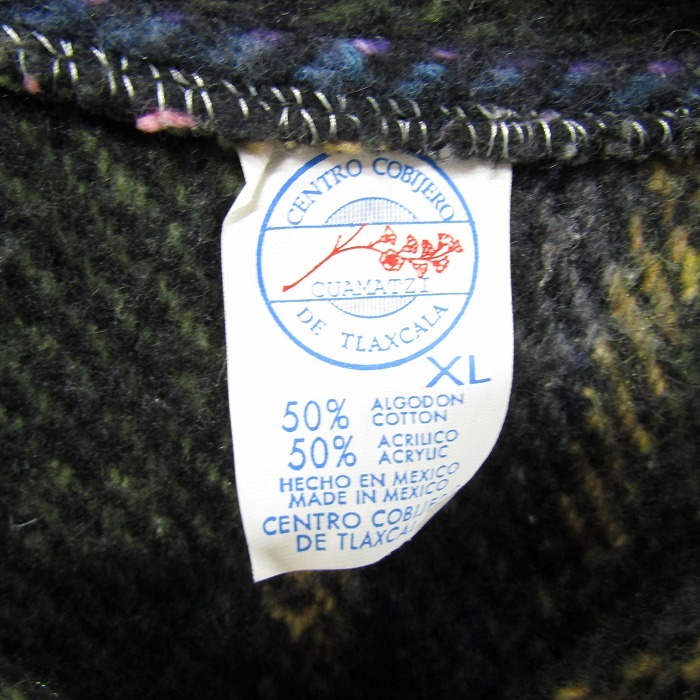 CENTRO COBIJERO
CUAMATZI
DE TLAXCALA
XL
50% ALGODON
COTTON
50% ACRILICO
ACRYLIC
HECHO EN MEXICO
MADE IN MEXICO
CENTRO COBIJE
DE TLAXCALA